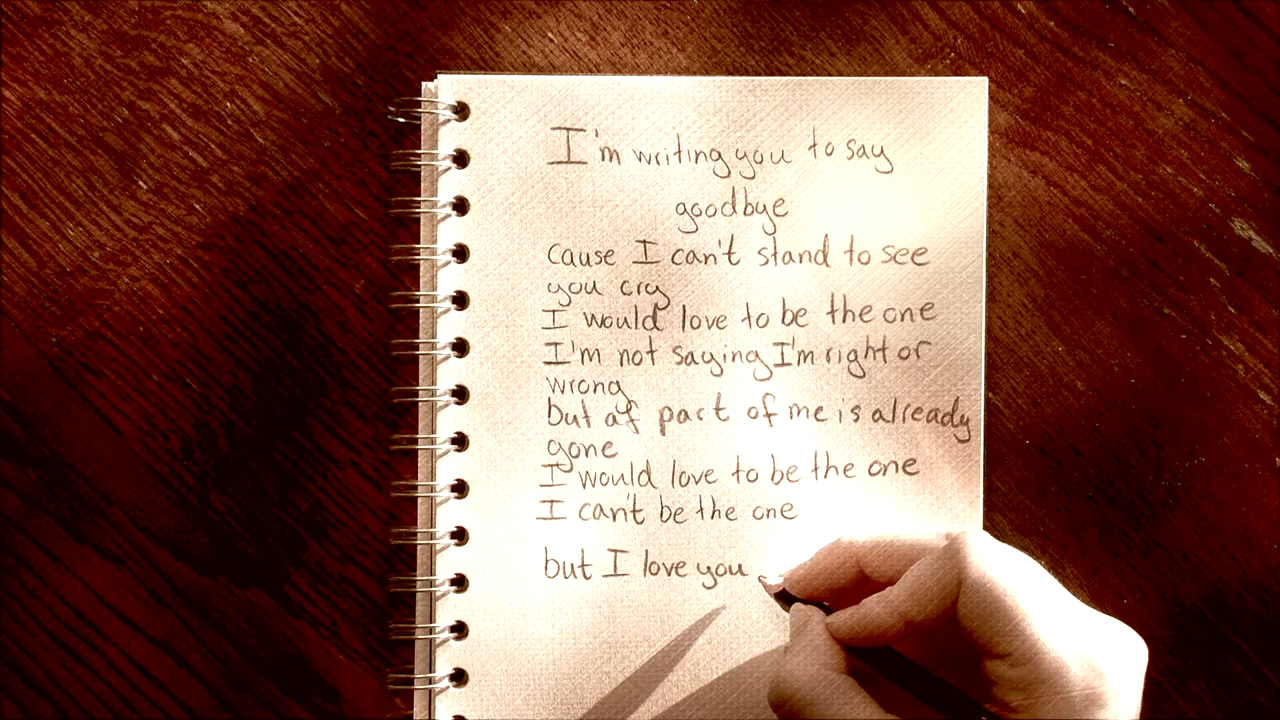 I'm writing you to say
goodbye
cause I can't stand to see
you cry
I would love to be the one
I'm not saying I'm right or
wrong
but af part of me is already
gone
I would love to be the one
I can't be the one
but I love you